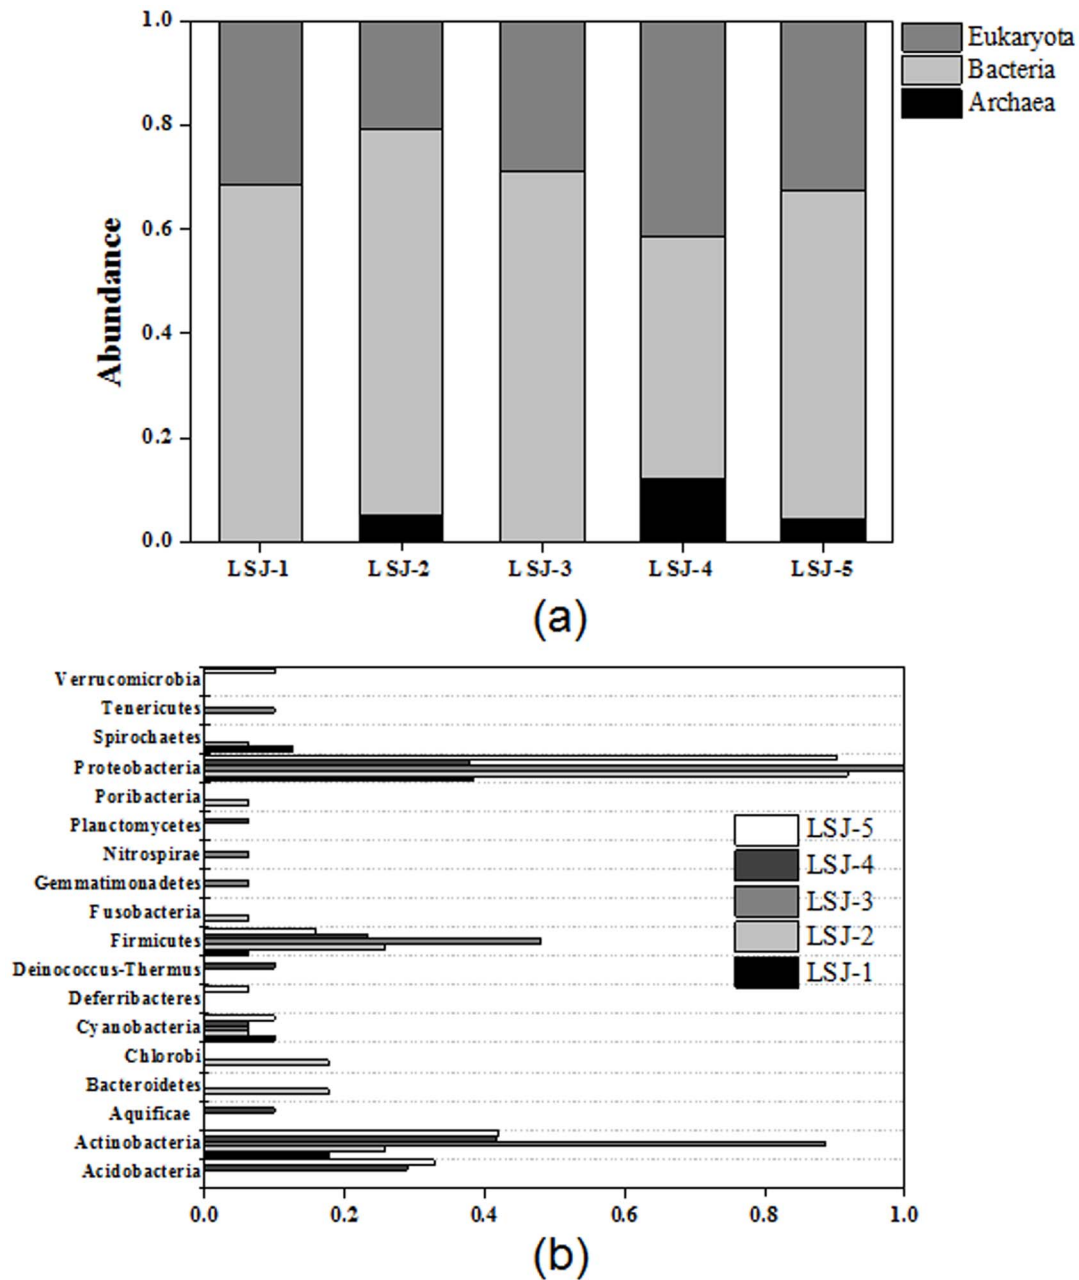 1.0
0.8
0.6
0.4
0.2
0.0
Abundance
Eukaryota
Bacteria
Archaea
LSJ-1 LSJ-2 LSJ-3 LSJ-4 LSJ-5
(a)
Verrucomicrobia
Tenericutes
Spirochaetes
Proteobacteria
Poribacteria
Planctomycetes
Nitrospirae
Gemmatimonadetes
Fusobacteria
Firmicutes
Deinococcus-Thermus
Deferribacteres
Cyanobacteria
Chlorobi
Bacteroidetes
Aquificae
Actinobacteria
Acidobacteria
LSJ-5
LSJ-4
LSJ-3
LSJ-2
LSJ-1
0.0 0.2 0.4 0.6 0.8 1.0
(b)